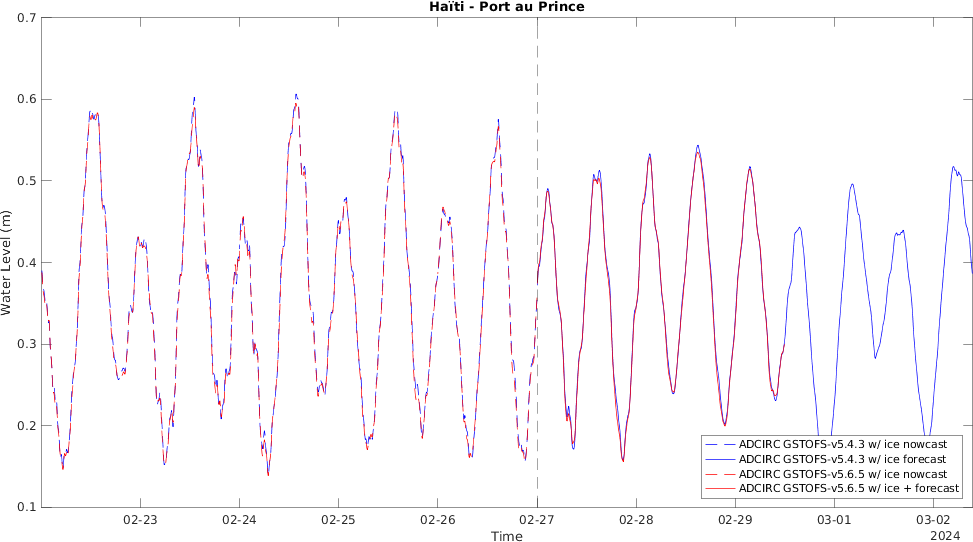 Haïti - Port au Prince
0.7
0.6
0.5
0.4
0.3
0.2
0.1
Water Level (m)
ADCIRC GSTOFS-v5.4.3 w/ ice nowcast
ADCIRC GSTOFS-v5.4.3 w/ ice forecast
ADCIRC GSTOFS-v5.6.5 w/ ice nowcast
ADCIRC GSTOFS-v5.6.5 w/ ice + forecast
02-23 02-24 02-25 02-26 02-27 02-28 02-29 03-01 03-02
Time
2024